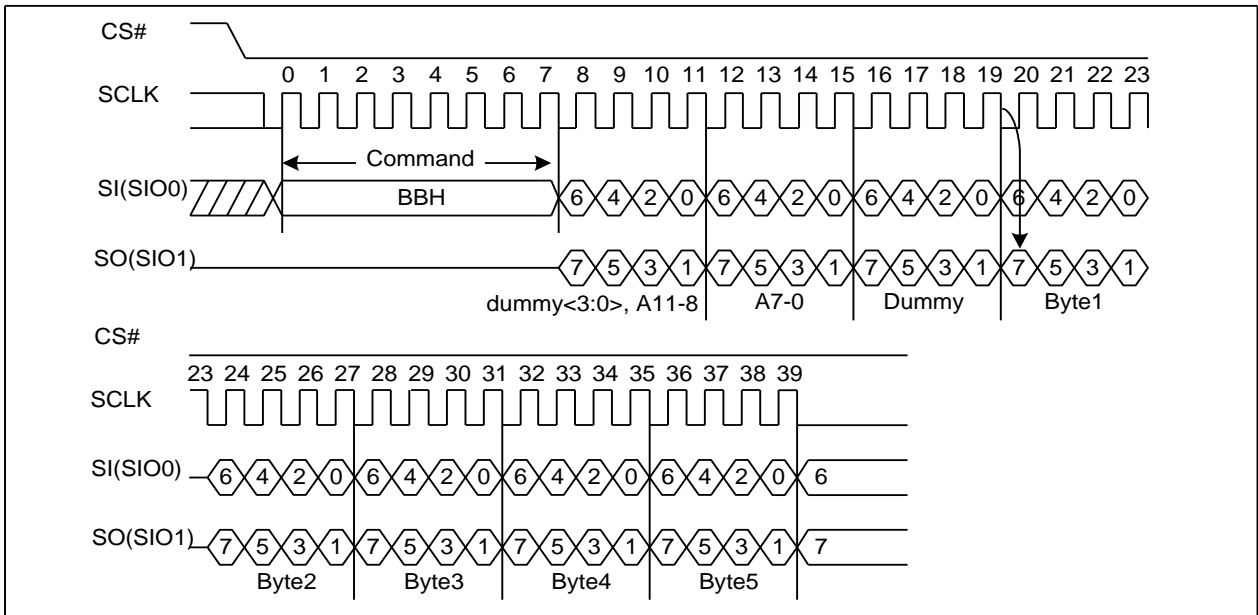 CS#
0 1 2 3 4 5 6 7 8 9 10 11 12 13 14 15 16 17 18 19 20 21 22 23
SCLK
Command
SI(SIO0)
BBH
6 4 2 0 6 4 2 0 6 4 2 0 6 4 2 0
SO(SIO1)
7 5 3 1 7 5 3 1 7 5 3 1 7 5 3 1
dummy<3:0>, A11-8 A7-0 Dummy Byte1
CS#
23 24 25 26 27 28 29 30 31 32 33 34 35 36 37 38 39
SCLK
SI(SIO0)
6 4 2 0 6 4 2 0 6 4 2 0 6 4 2 0 6
SO(SIO1)
7 5 3 1 7 5 3 1 7 5 3 1 7 5 3 1 7
Byte2 Byte3 Byte4 Byte5